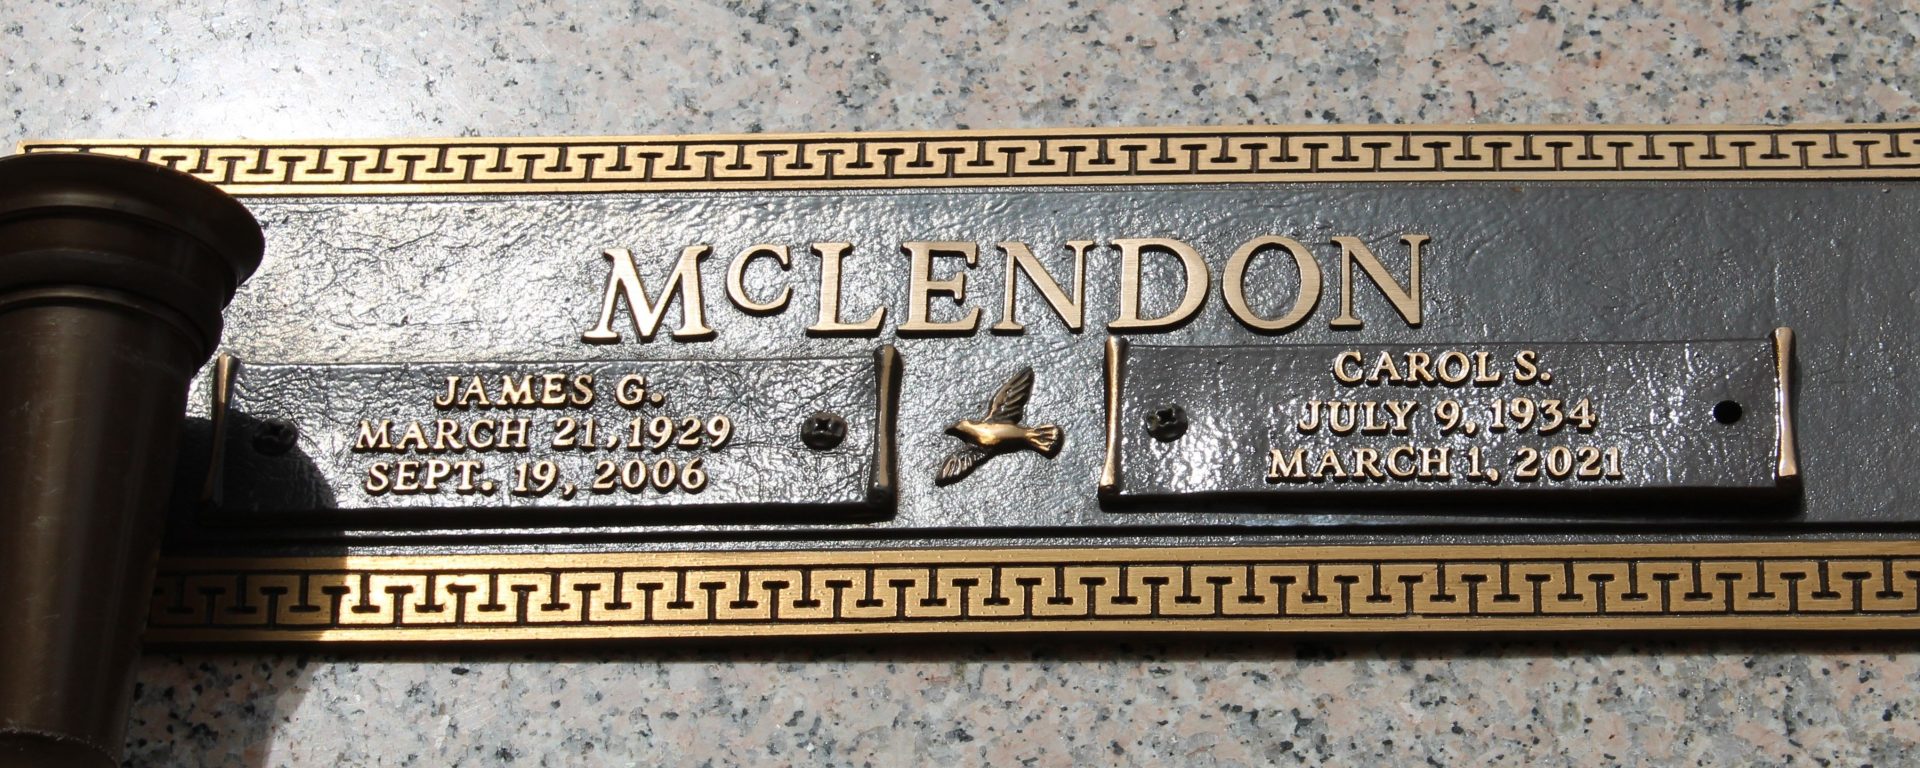 McLENDON
JAMES G.
MARCH 21, 1929
SEPT. 19, 2006
CAROL S.
JULY 9, 1934
MARCH 1, 2021